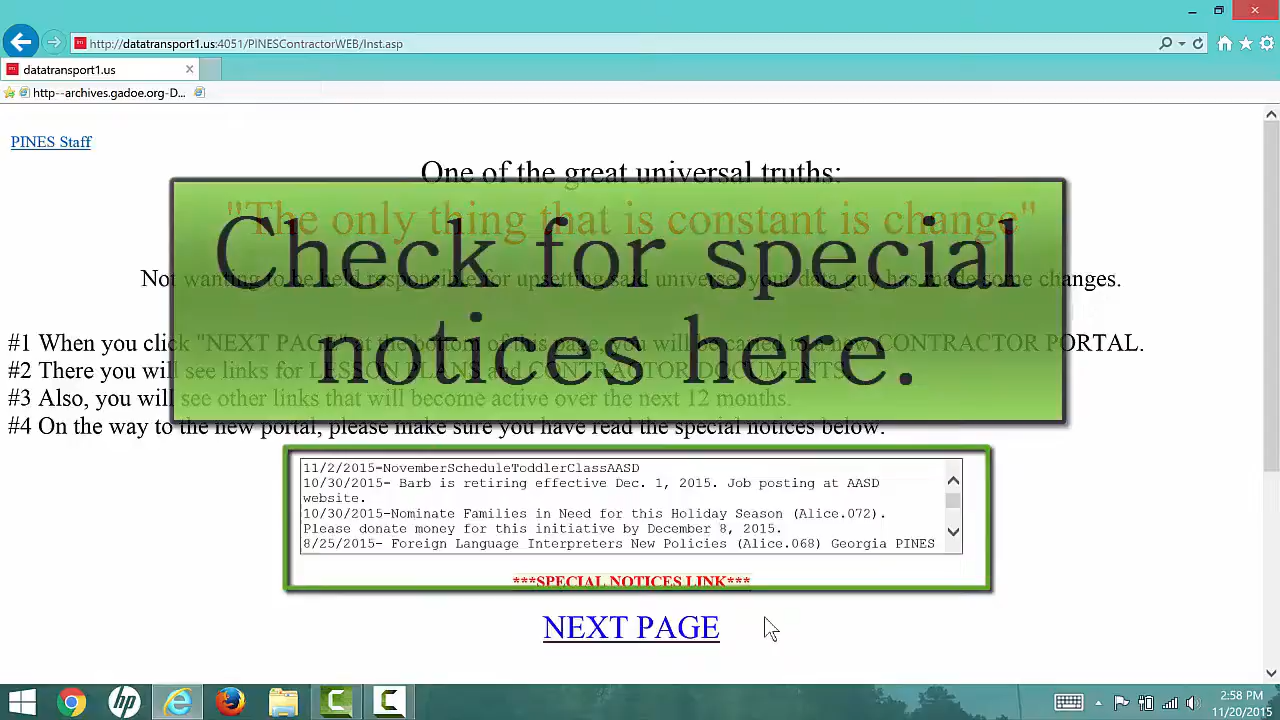 http://datatransport1.us:4051/PINESContractorWEB/Inst.asp
datatransport1.us
http--archives.gadoe.org-D...
PINES Staff
One of the great universal truths:
"The only thing that is constant is change"
Not wanting to be held responsible for upsetting said universe, your data guy has made some changes.
Check for special
notices here.
#1 When you click "NEXT PAGE" at the bottom of this page, you will be carried to a new CONTRACTOR PORTAL.
#2 There you will see links for LESSON PLANS and CONTRACTOR DOCUMENTS.
#3 Also, you will see other links that will become active over the next 12 months.
#4 On the way to the new portal, please make sure you have read the special notices below.
11/2/2015-NovemberScheduleToddlerClassAASD
10/30/2015- Barb is retiring effective Dec. 1, 2015. Job posting at AASD
website.
10/30/2015-Nominate Families in Need for this Holiday Season (Alice.072).
Please donate money for this initiative by December 8, 2015.
8/25/2015- Foreign Language Interpreters New Policies (Alice.068) Georgia PINES
***SPECIAL NOTICES LINK***
NEXT PAGE
hp
2:58 PM
11/20/2015